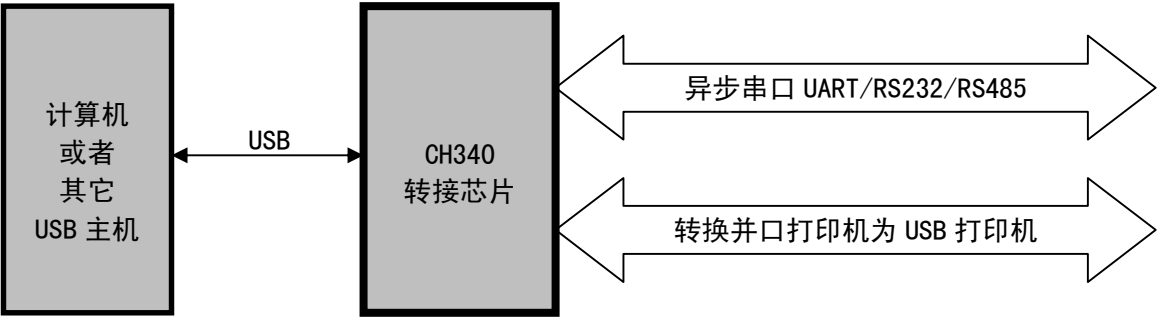 计算机
或者
其它
USB 主机
USB
CH340
转接芯片
异步串口 UART/RS232/RS485
转换并口打印机为 USB 打印机